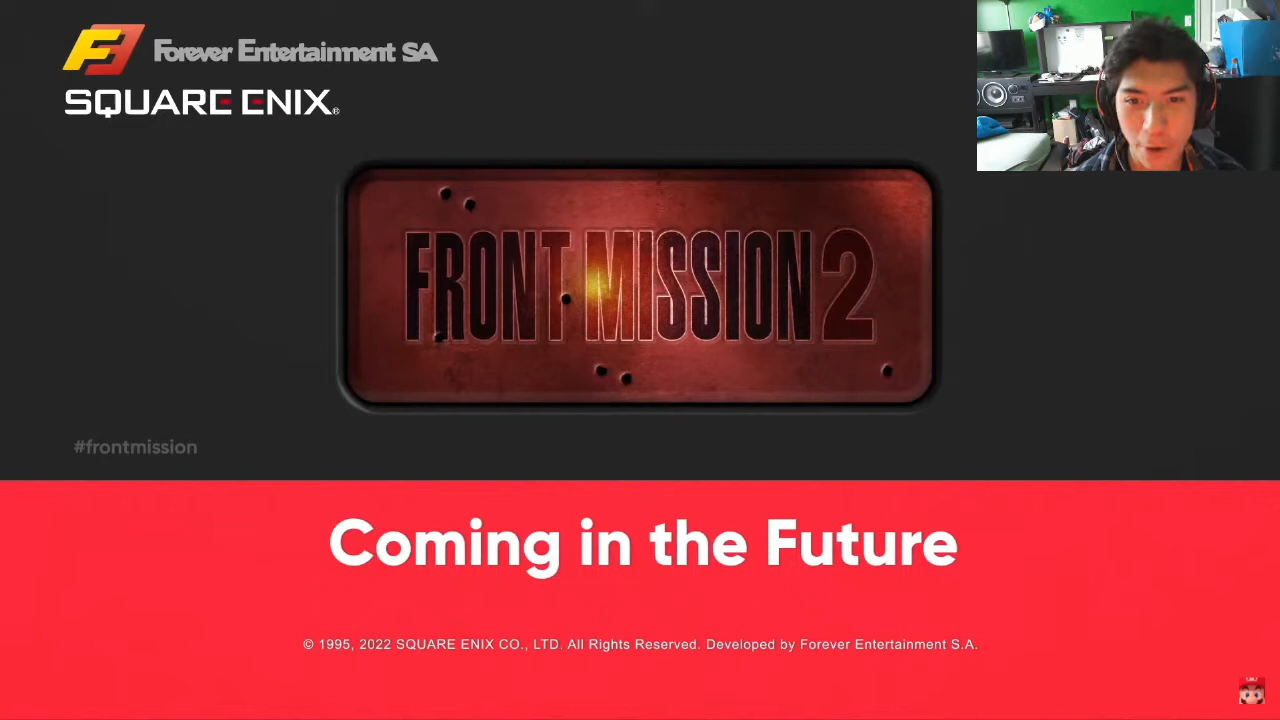 Forever Entertainment SA
SQUARE ENIX®
FRONT MISSION 2
#frontmission
Coming in the Future
© 1995, 2022 SQUARE ENIX CO., LTD. All Rights Reserved. Developed by Forever Entertainment S.A.